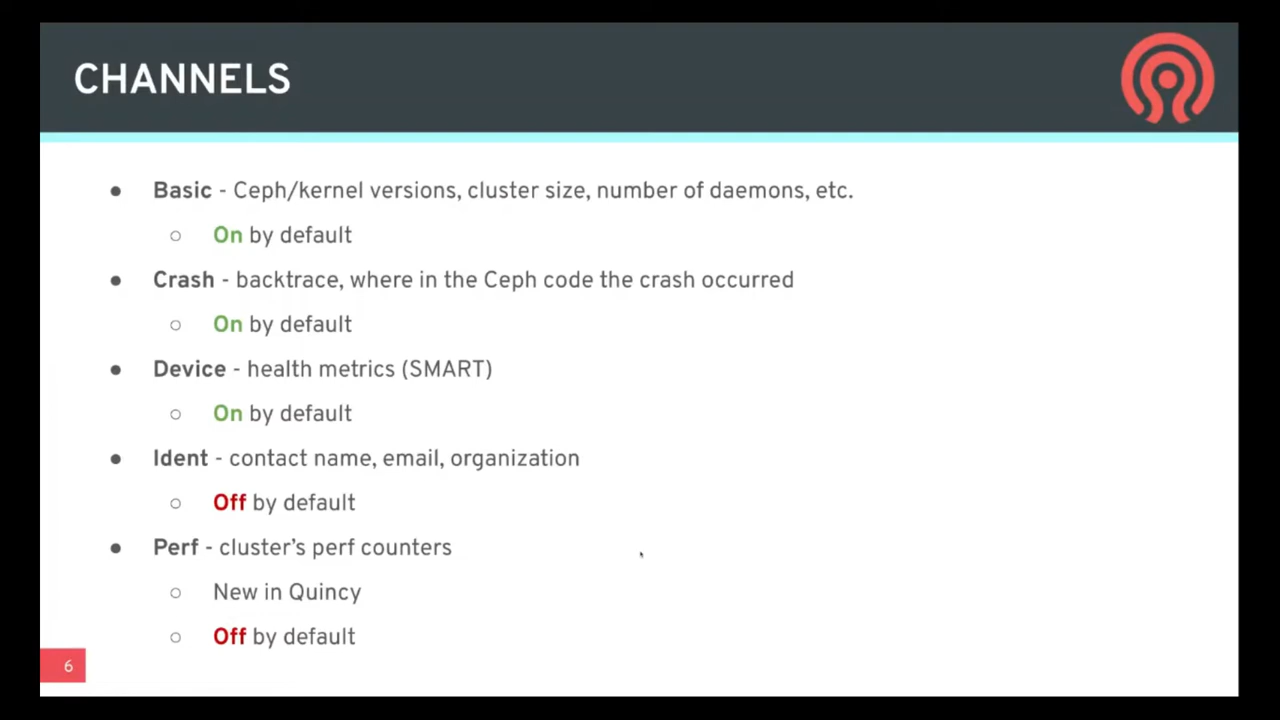 CHANNELS
● Basic - Ceph/kernel versions, cluster size, number of daemons, etc.
○ On by default
● Crash - backtrace, where in the Ceph code the crash occurred
○ On by default
● Device - health metrics (SMART)
○ On by default
● Ident - contact name, email, organization
○ Off by default
● Perf - cluster’s perf counters
○ New in Quincy
○ Off by default
6